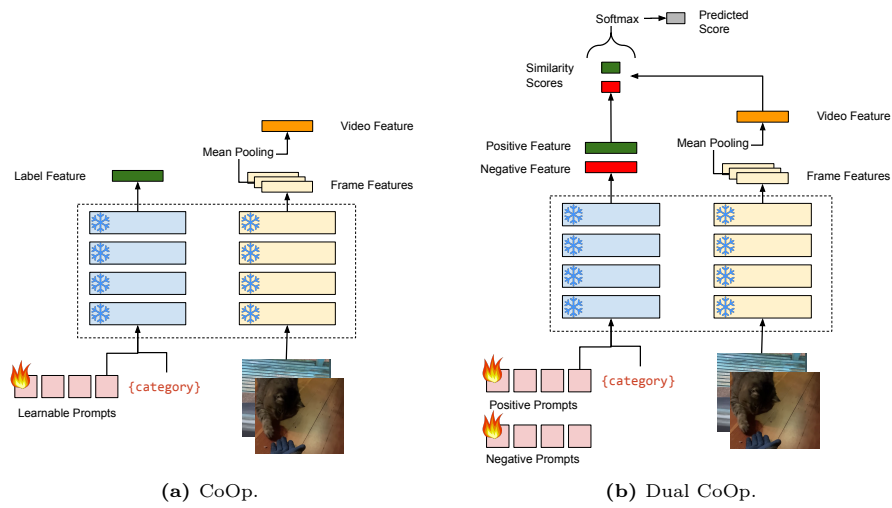 Video Feature
Mean Pooling
Label Feature
Frame Features
{category}
Learnable Prompts
(a) CoOp.
Softmax
Predicted
Score
Similarity
Scores
Video Feature
Positive Feature
Mean Pooling
Negative Feature
Frame Features
{category}
Positive Prompts
Negative Prompts
(b) Dual CoOp.